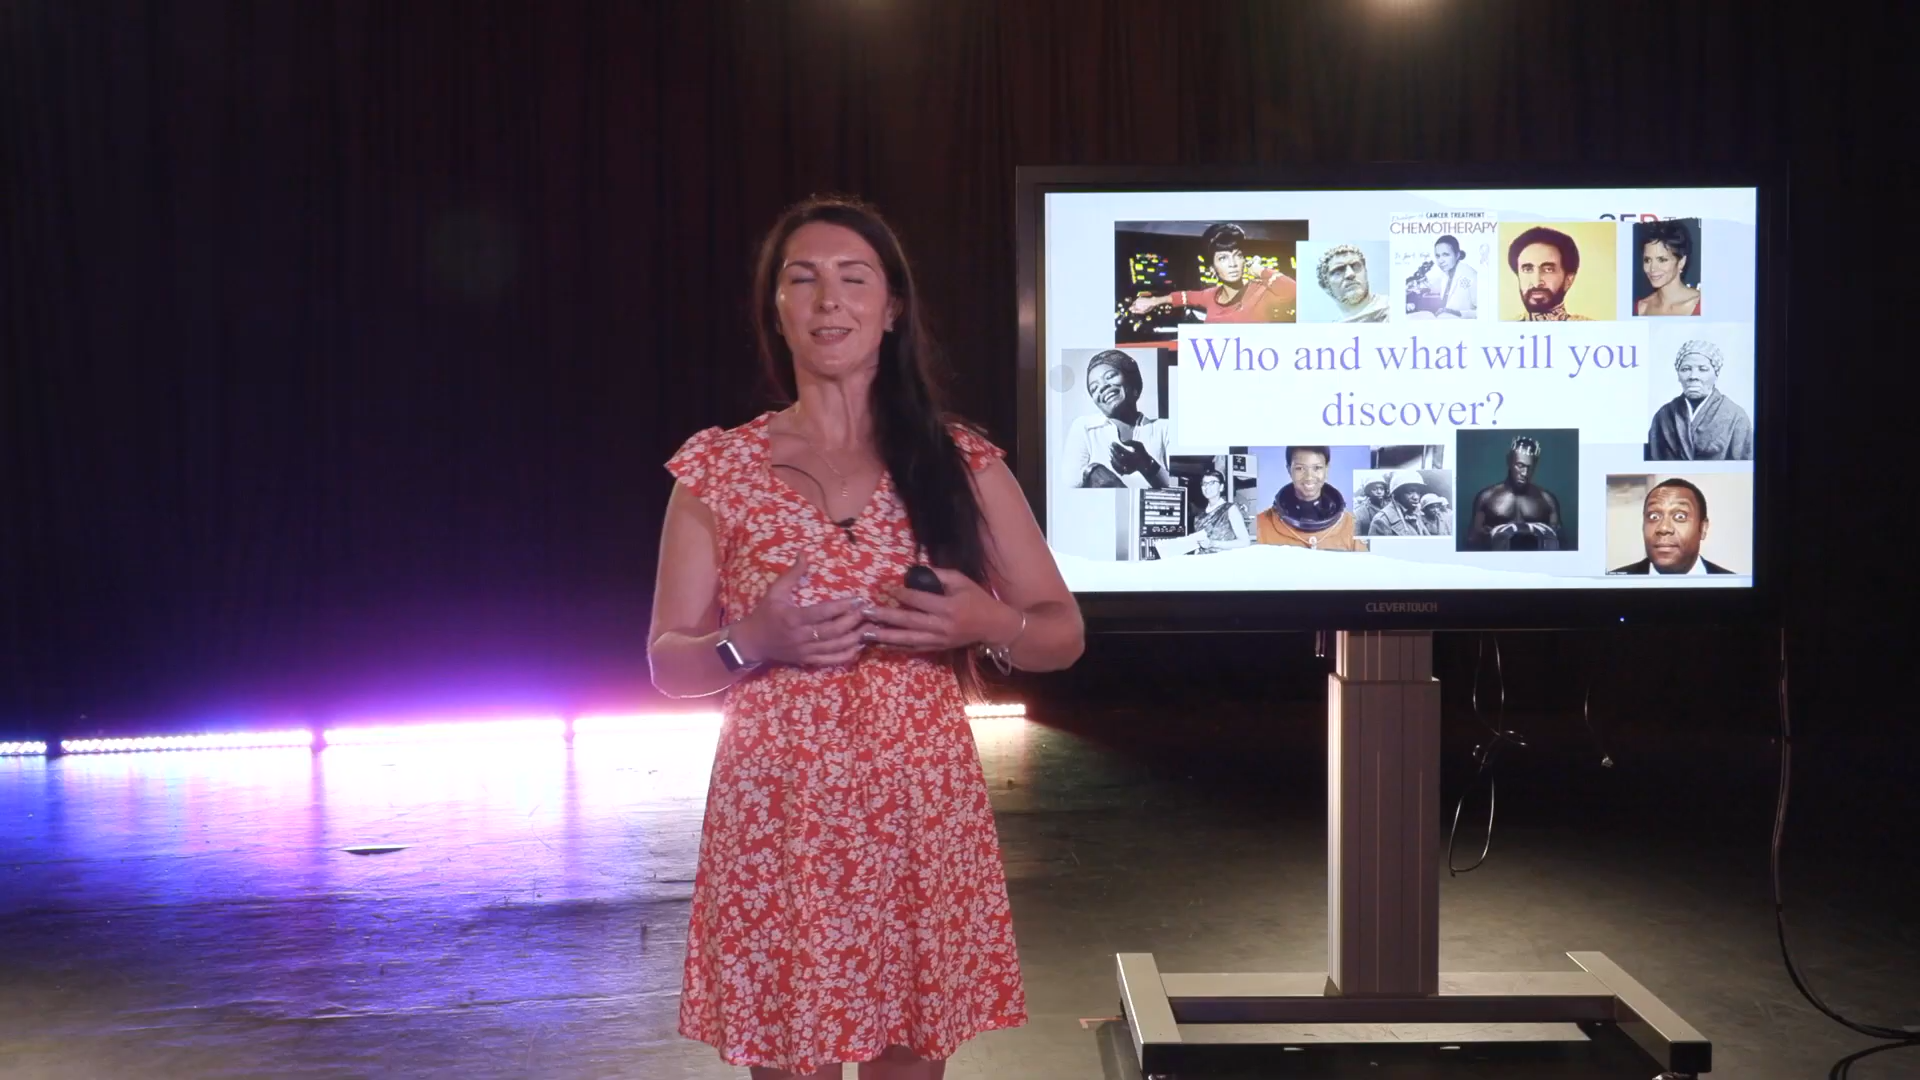 CANCER TREATMENT
CHEMOTHERAPY
Who and what will you
discover?
CLEVERTOUCH